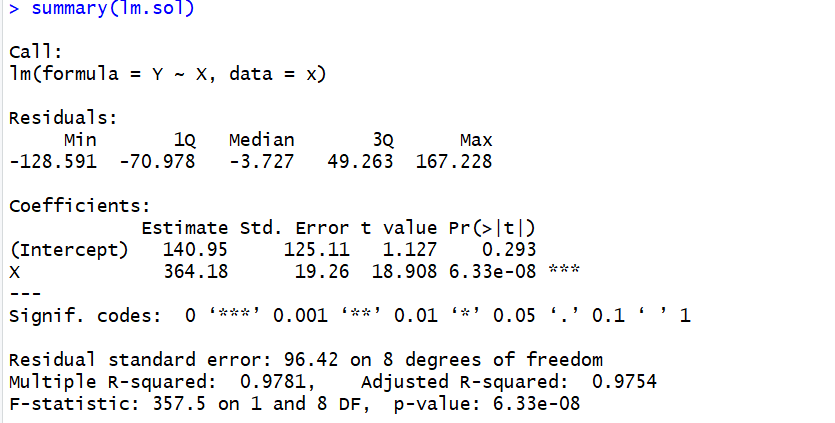 > summary(lm.sol)
Call:
lm(formula = Y ~ X, data = x)
Residuals:
     Min       1Q   Median       3Q      Max
-128.591  -70.978   -3.727   49.263  167.228
Coefficients:
            Estimate Std. Error t value Pr(>|t|)
(Intercept)   140.95     125.11   1.127    0.293
X             364.18      19.26  18.908 6.33e-08 ***
---
Signif. codes:  0 ‘***’ 0.001 ‘**’ 0.01 ‘*’ 0.05 ‘.’ 0.1 ‘ ’ 1
Residual standard error: 96.42 on 8 degrees of freedom
Multiple R-squared:  0.9781,    Adjusted R-squared:  0.9754
F-statistic: 357.5 on 1 and 8 DF,  p-value: 6.33e-08